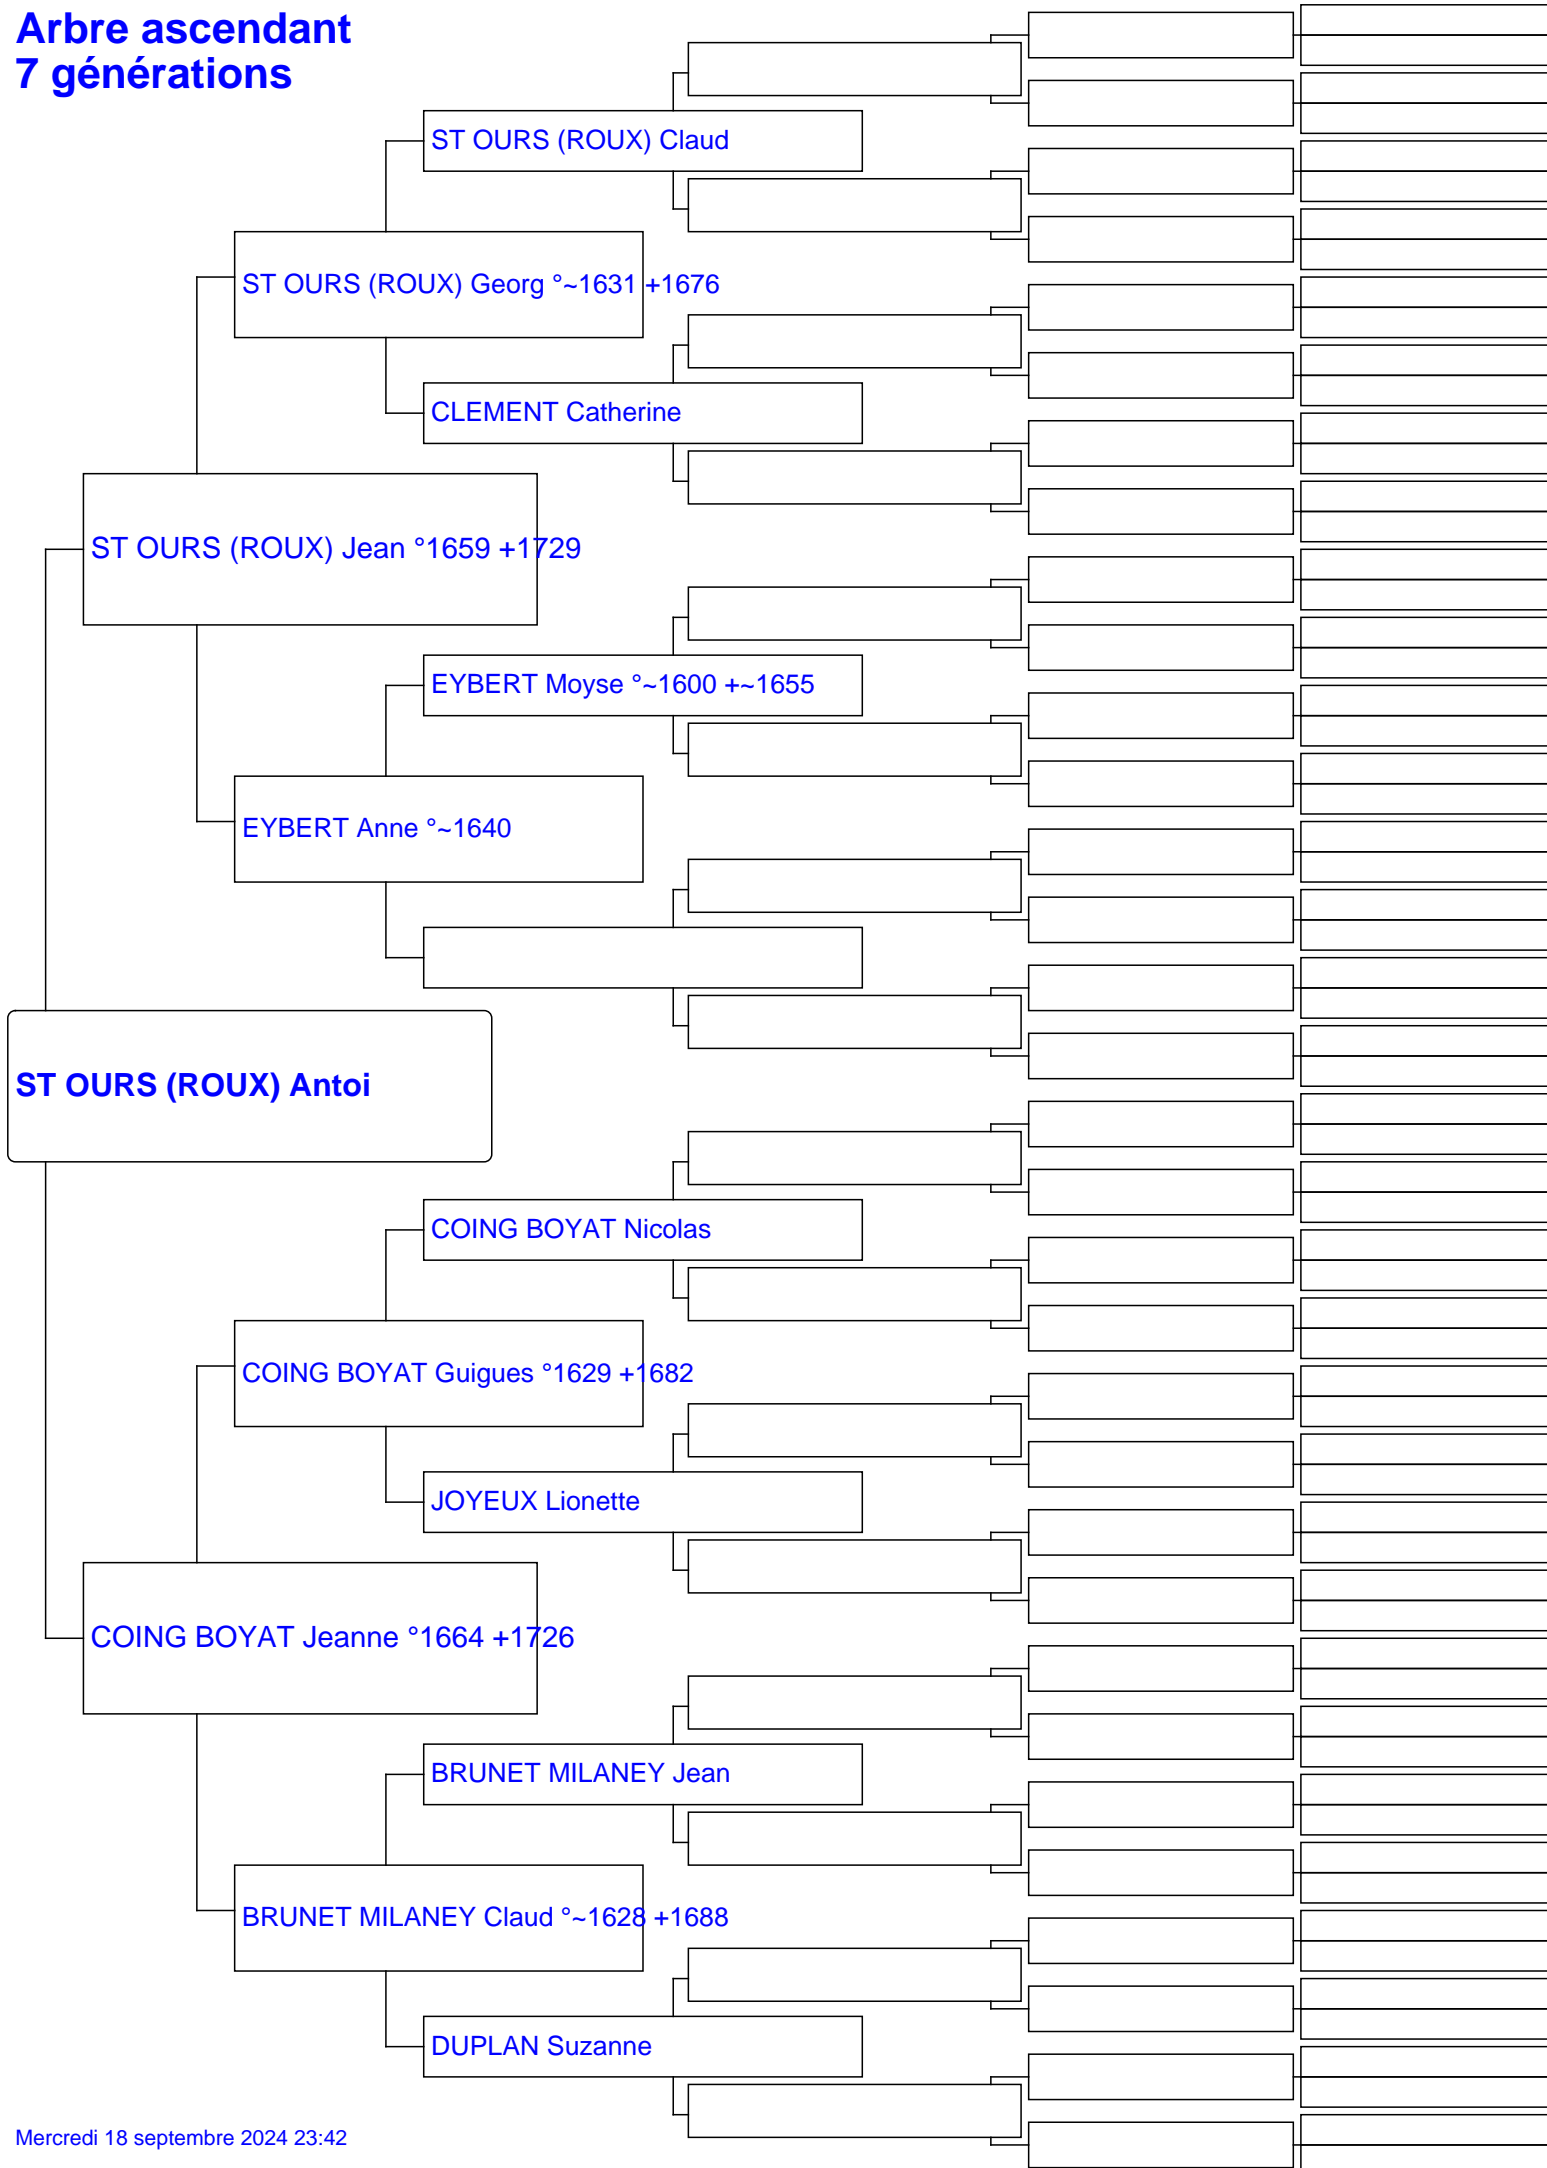 Arbre ascendant
7 générations
ST OURS (ROUX) Claud
ST OURS (ROUX) Georg °~1631 +1676
CLEMENT Catherine
ST OURS (ROUX) Jean °1659 +1729
EYBERT Moyse °~1600 +~1655
EYBERT Anne °~1640
ST OURS (ROUX) Antoi
COING BOYAT Nicolas
COING BOYAT Guigues °1629 +1682
JOYEUX Lionette
COING BOYAT Jeanne °1664 +1726
BRUNET MILANEY Jean
BRUNET MILANEY Claud °~1628 +1688
DUPLAN Suzanne
Mercredi 18 septembre 2024 23:42